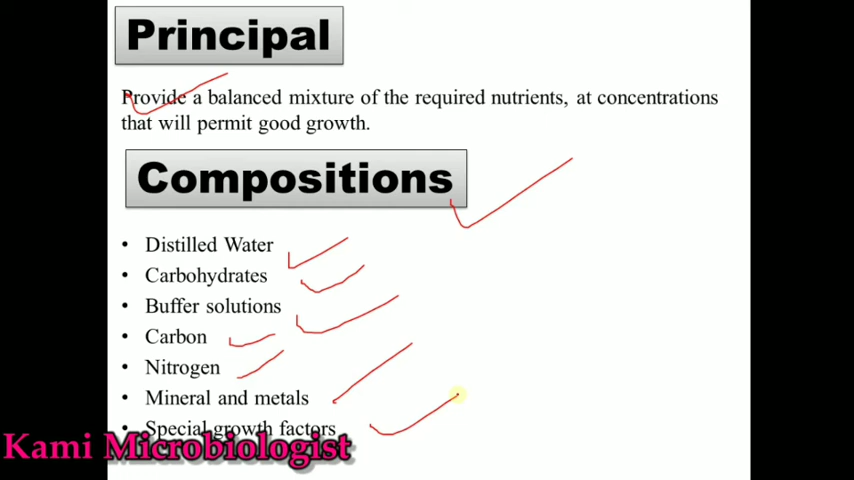 Principal
Provide a balanced mixture of the required nutrients, at concentrations
that will permit good growth.
Compositions
• Distilled Water
• Carbohydrates
• Buffer solutions
• Carbon
• Nitrogen
• Mineral and metals
• Special growth factors
Kami Microbiologist